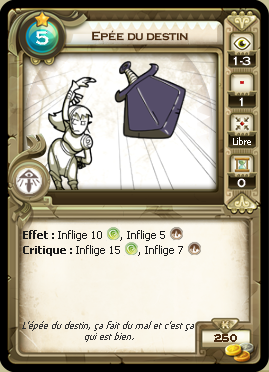 5
EPÉE DU DESTIN
1-3
1
Libre
0
Effet : Inflige 10 , Inflige 5
Critique : Inflige 15 , Inflige 7
L'épée du destin, ça fait du mal et c'est ça
qui est bien.
K
250